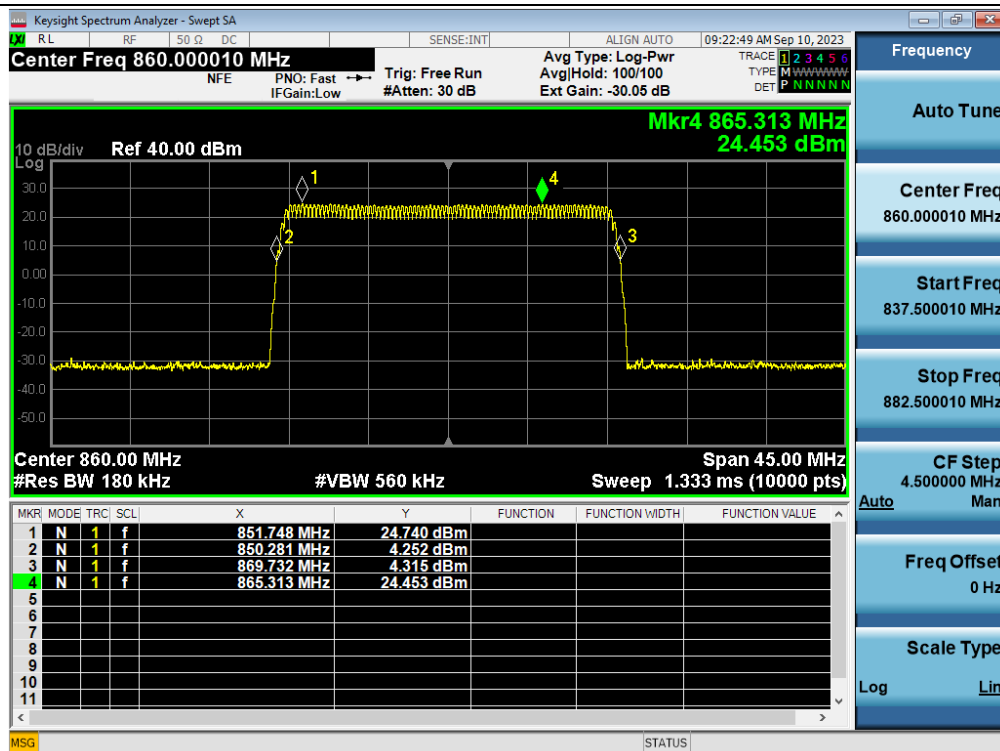 Keysight Spectrum Analyzer - Swept SA
LXI RL RF 50 Ω DC SENSE:INT ALIGN AUTO 09:22:49 AM Sep 10, 2023
Center Freq 860.000010 MHz
NFE PNO: Fast IFGain:Low
Trig: Free Run
#Atten: 30 dB
Avg Type: Log-Pwr
Avg|Hold: 100/100
Ext Gain: -30.05 dB
TRACE 1 2 3 4 5 6
TYPE M WWWWW
DET P N N N N N
Mkr4 865.313 MHz
24.453 dBm
10 dB/div Ref 40.00 dBm
Log
30.0
20.0
10.0
0.00
-10.0
-20.0
-30.0
-40.0
-50.0
1
4
2
3
Center 860.00 MHz Span 45.00 MHz
#Res BW 180 kHz #VBW 560 kHz Sweep 1.333 ms (10000 pts)
MKR MODE TRC SCL X Y FUNCTION FUNCTION WIDTH FUNCTION VALUE
1 N 1 f 851.748 MHz 24.740 dBm
2 N 1 f 850.281 MHz 4.252 dBm
3 N 1 f 869.732 MHz 4.315 dBm
4 N 1 f 865.313 MHz 24.453 dBm
5
6
7
8
9
10
11
MSG STATUS
Frequency
Auto Tune
Center Freq
860.000010 MHz
Start Freq
837.500010 MHz
Stop Freq
882.500010 MHz
CF Step
4.500000 MHz
Auto Man
Freq Offset
0 Hz
Scale Type
Log Lin